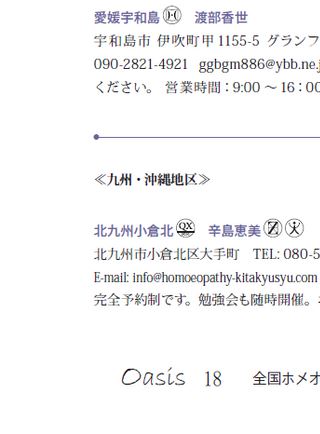 愛媛宇和島 渡部香世
宇和島市 伊吹町甲1155-5 グランフ
090-2821-4921 ggbgm886@ybb.ne.j
ください。 営業時間：9:00 ～ 16：00
≪九州・沖縄地区≫
北九州小倉北 QX 辛島恵美
北九州市小倉北区大手町 TEL: 080-5
E-mail: info@homoeopathy-kitakyusyu.com
完全予約制です。勉強会も随時開催。
Oasis 18 全国ホメオ